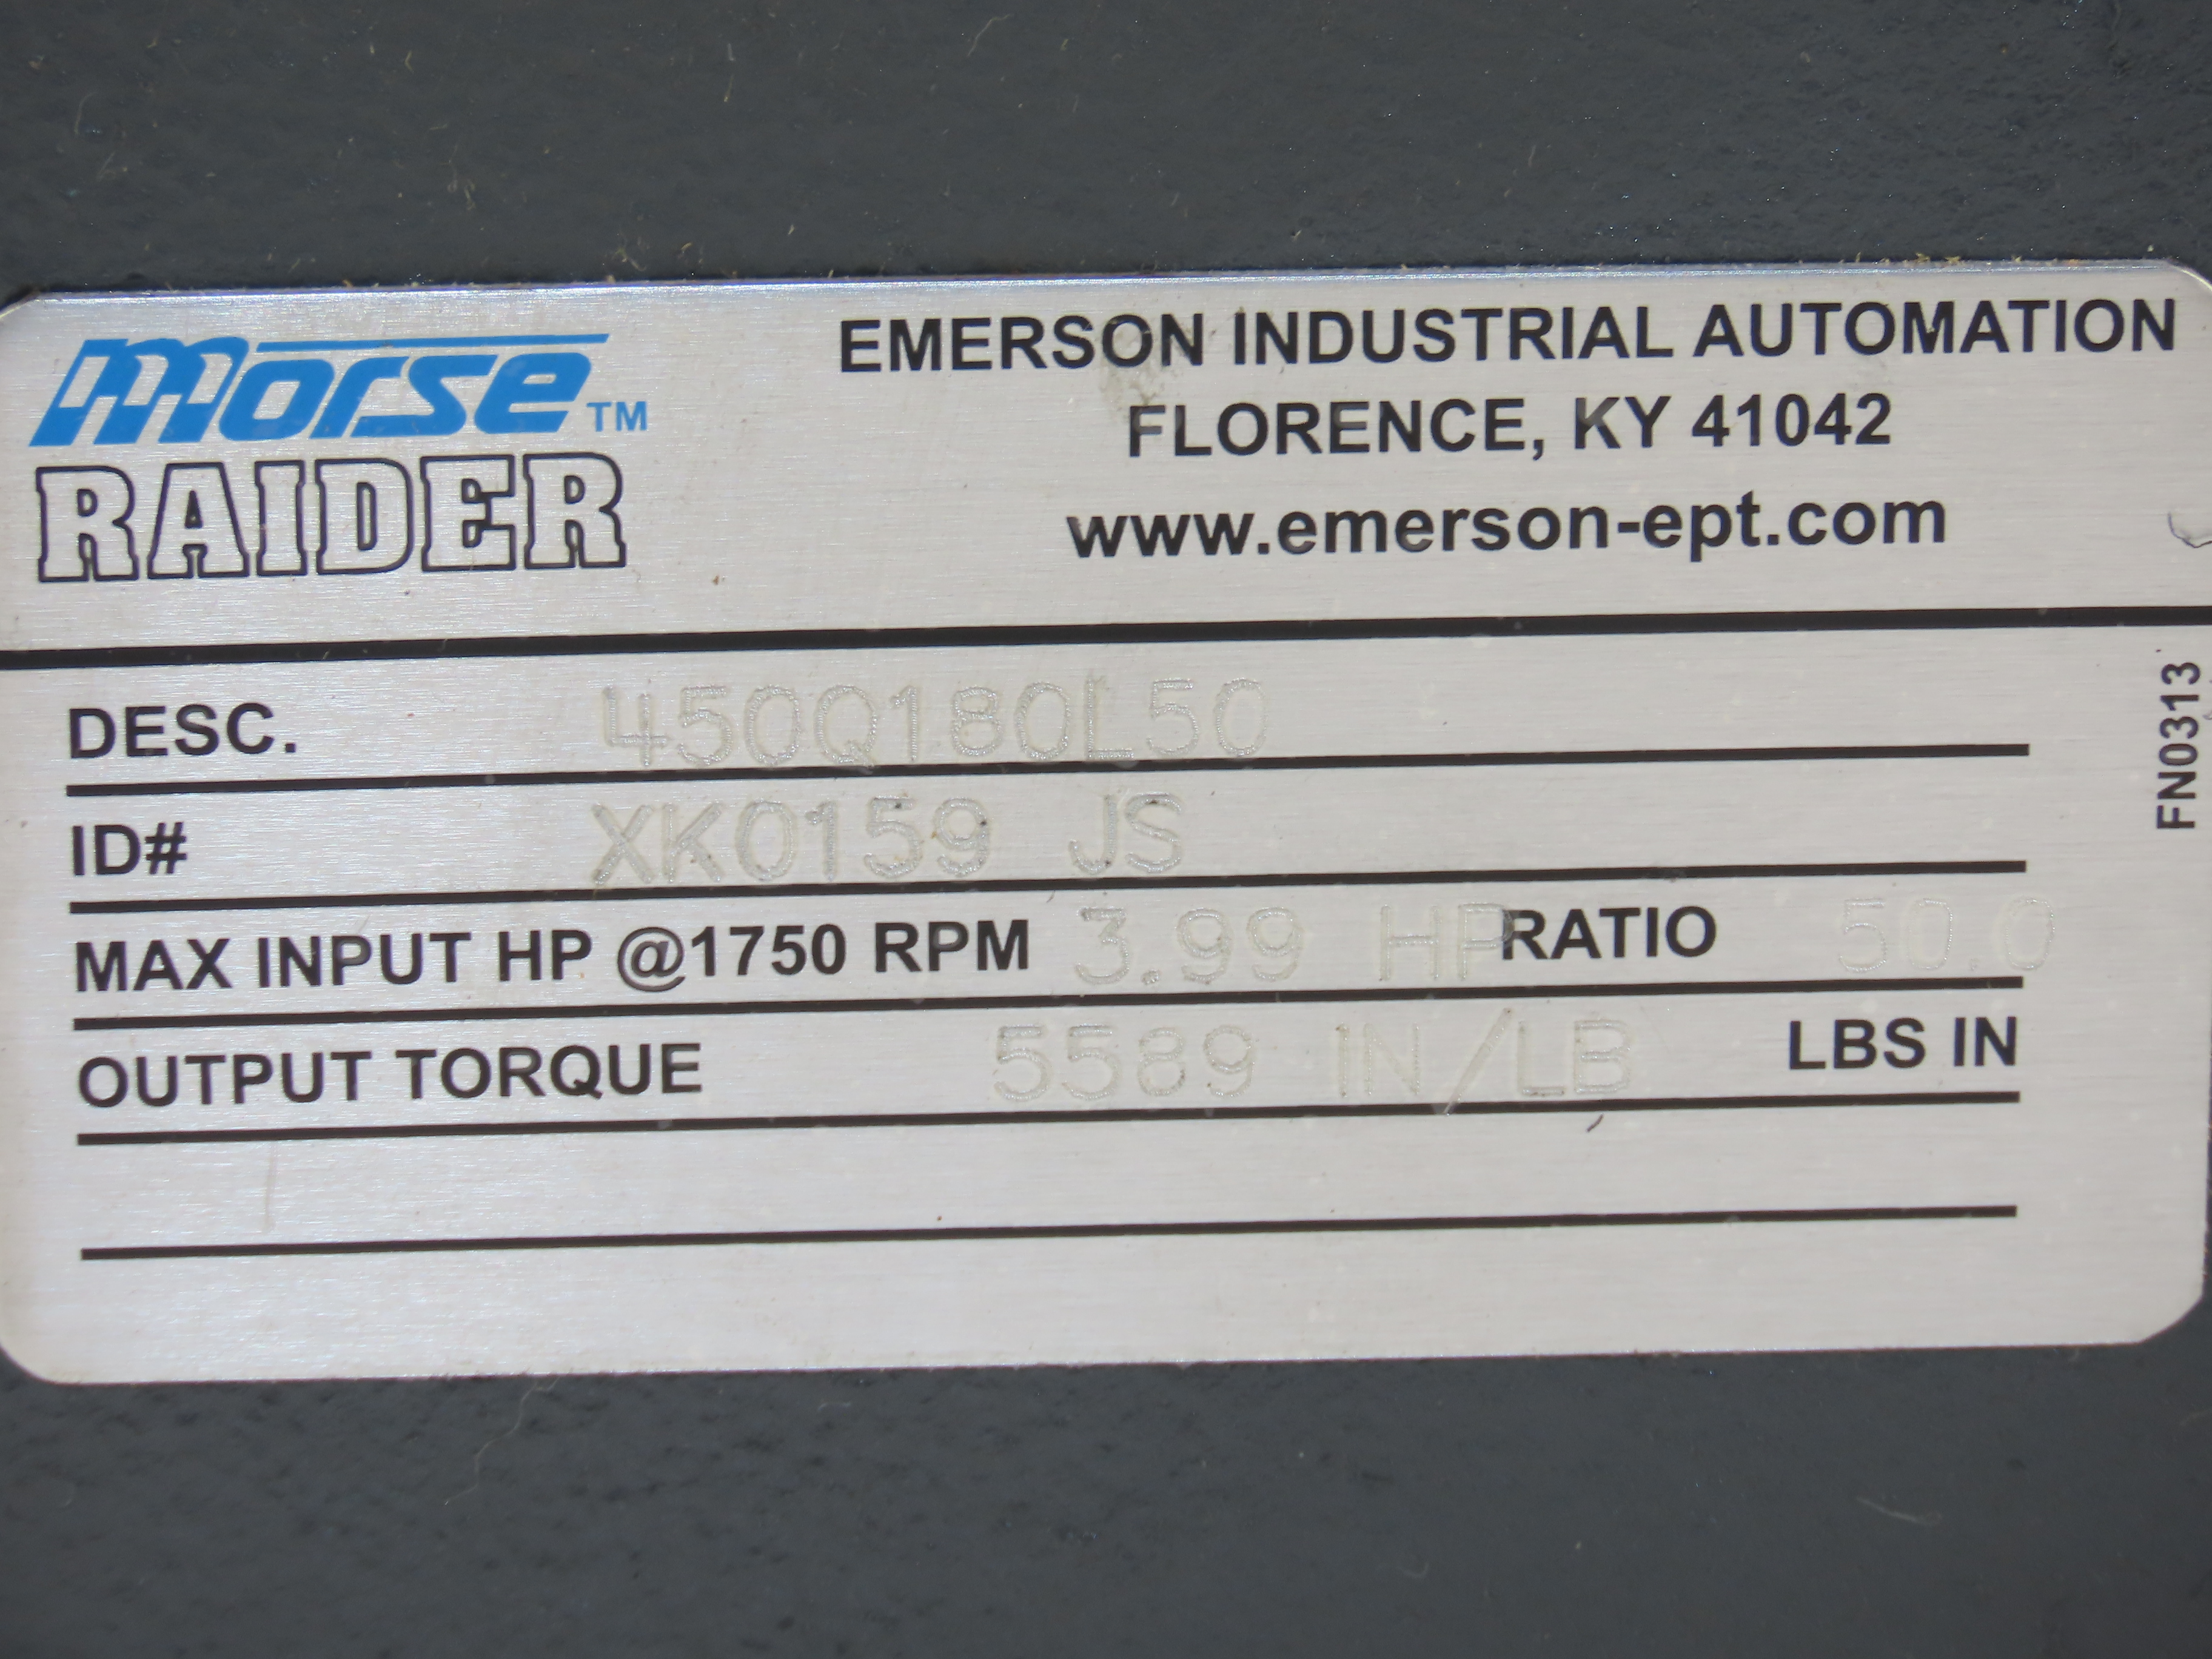 morse™
RAIDER
EMERSON INDUSTRIAL AUTOMATION
FLORENCE, KY 41042
www.emerson-ept.com
DESC. 450Q180L50
ID# XK0159 JS
MAX INPUT HP @1750 RPM 3.99 HP RATIO 50.0
OUTPUT TORQUE 5589 IN/LB LBS IN
FN0313